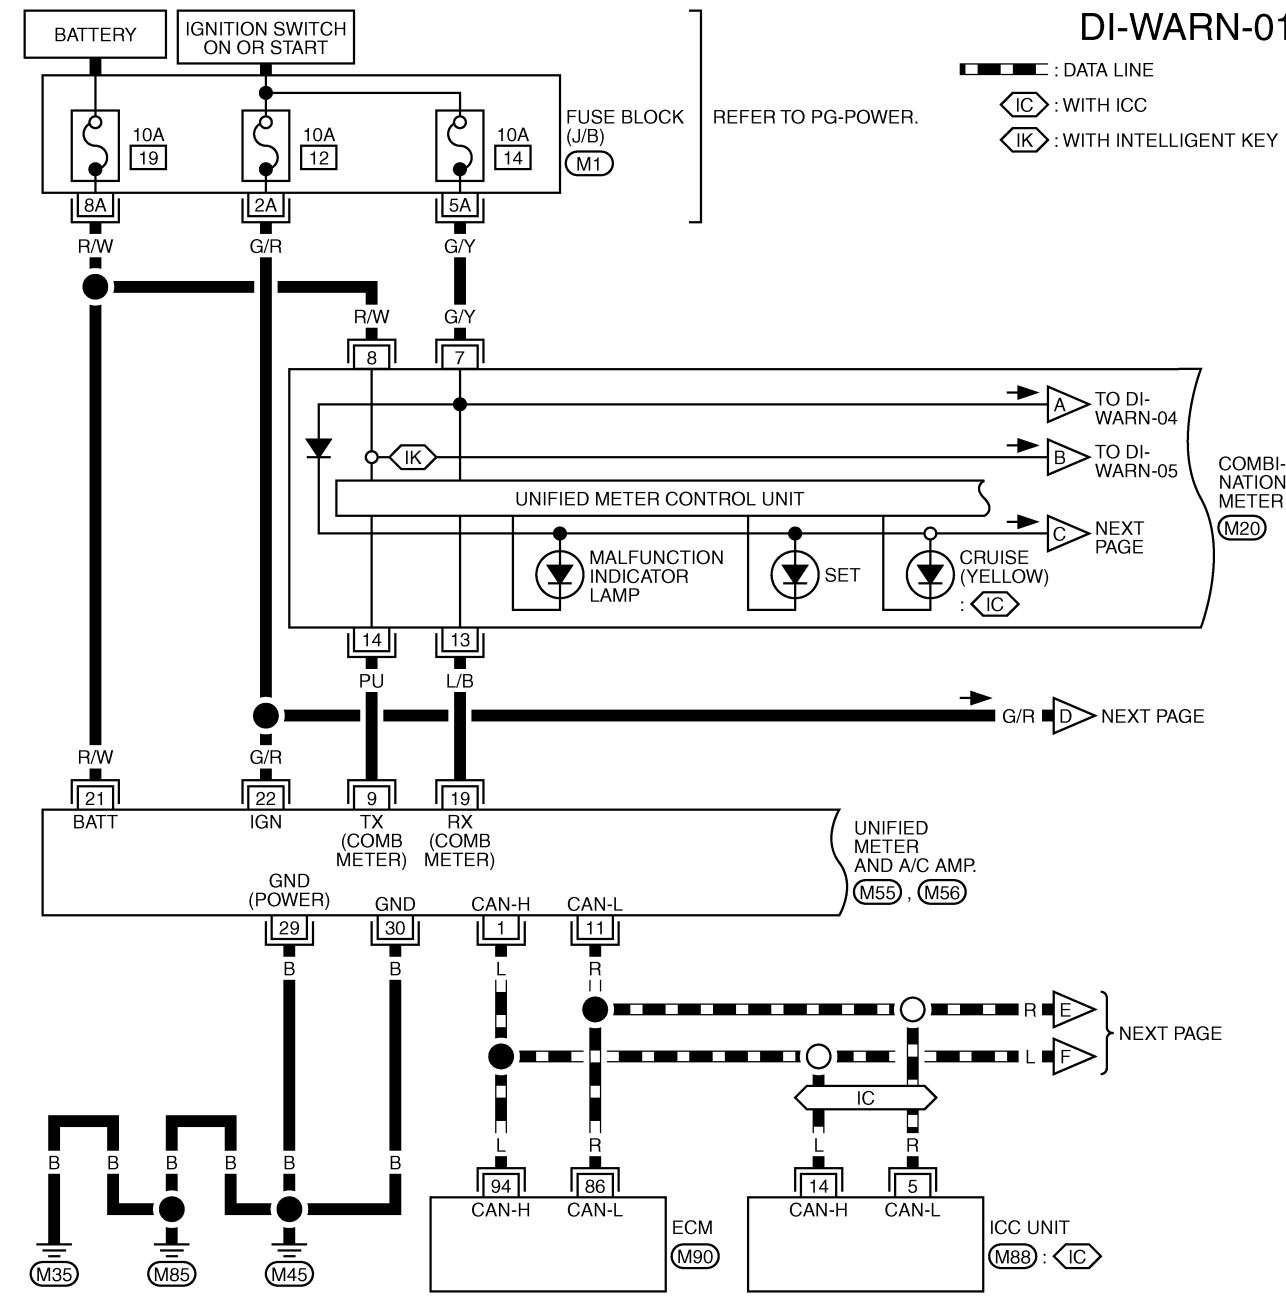 DI-WARN-01
BATTERY
IGNITION SWITCH
ON OR START
: DATA LINE
IC : WITH ICC
IK : WITH INTELLIGENT KEY
REFER TO PG-POWER.
10A
19
10A
12
10A
14
FUSE BLOCK
(J/B)
M1
8A
2A
5A
R/W
G/R
G/Y
R/W
G/Y
8
7
A
TO DI-
WARN-04
IK
B
TO DI-
WARN-05
UNIFIED METER CONTROL UNIT
C
NEXT
PAGE
MALFUNCTION
INDICATOR
LAMP
SET
CRUISE
(YELLOW)
: IC
COMBI-
NATION
METER
M20
14
13
PU
L/B
G/R
D
NEXT PAGE
R/W
G/R
21
22
9
19
BATT
IGN
TX
(COMB
METER)
RX
(COMB
METER)
UNIFIED
METER
AND A/C AMP.
M55 , M56
GND
(POWER)
GND
CAN-H
CAN-L
29
30
1
11
B
B
L
R
R
E
L
F
NEXT PAGE
IC
B
B
B
B
B
B
L
R
L
R
94
86
14
5
CAN-H
CAN-L
CAN-H
CAN-L
ECM
M90
ICC UNIT
M88 : IC
M35
M85
M45